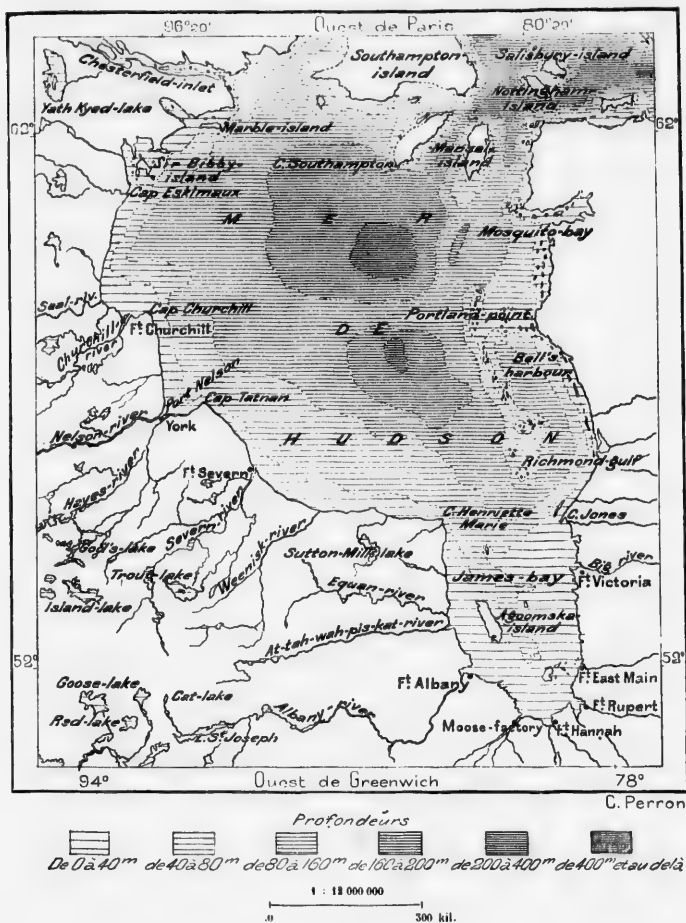 96°20'
Ouest de Paris
80°20'
Southampton-
island
Salisbury-island
Chesterfield-inlet
Nottingham-
island
Yath Kyed-lake
62°
62°
Marble-island
Mansel
island
Sir Bibby-
island
C. Southampton
Cap Eskimaux
MER
Mosquito-bay
Seal-riv.
Cap Churchill
Portland-point
Ft Churchill
DE
Churchill
river
Bell's
harbour
Port Nelson
Cap Tatnan
Nelson-river
York
HUDSON
Richmond-gulf
Hayes-river
Ft Severn
Severn-river
C. Henriette
Marie
C. Jones
God's-lake
Weenisk-river
Sutton-Mill-lake
Big river
Trout-lake
James-bay
Ft Victoria
Island-lake
Equan-river
Agoomska
island
At-tah-wah-pis-kat-river
52°
52°
Goose-lake
Ft Albany
Ft East Main
Cat-lake
Red-lake
Albany-river
Ft Rupert
L. St Joseph
Moose-factory
Ft Hannah
94°
Ouest de Greenwich
78°
C. Perron
Profondeurs
De 0 à 40m de 40 à 80m de 80 à 160m de 160 à 200m de 200 à 400m de 400m et au delà
1 : 12 000 000
0 300 kil.